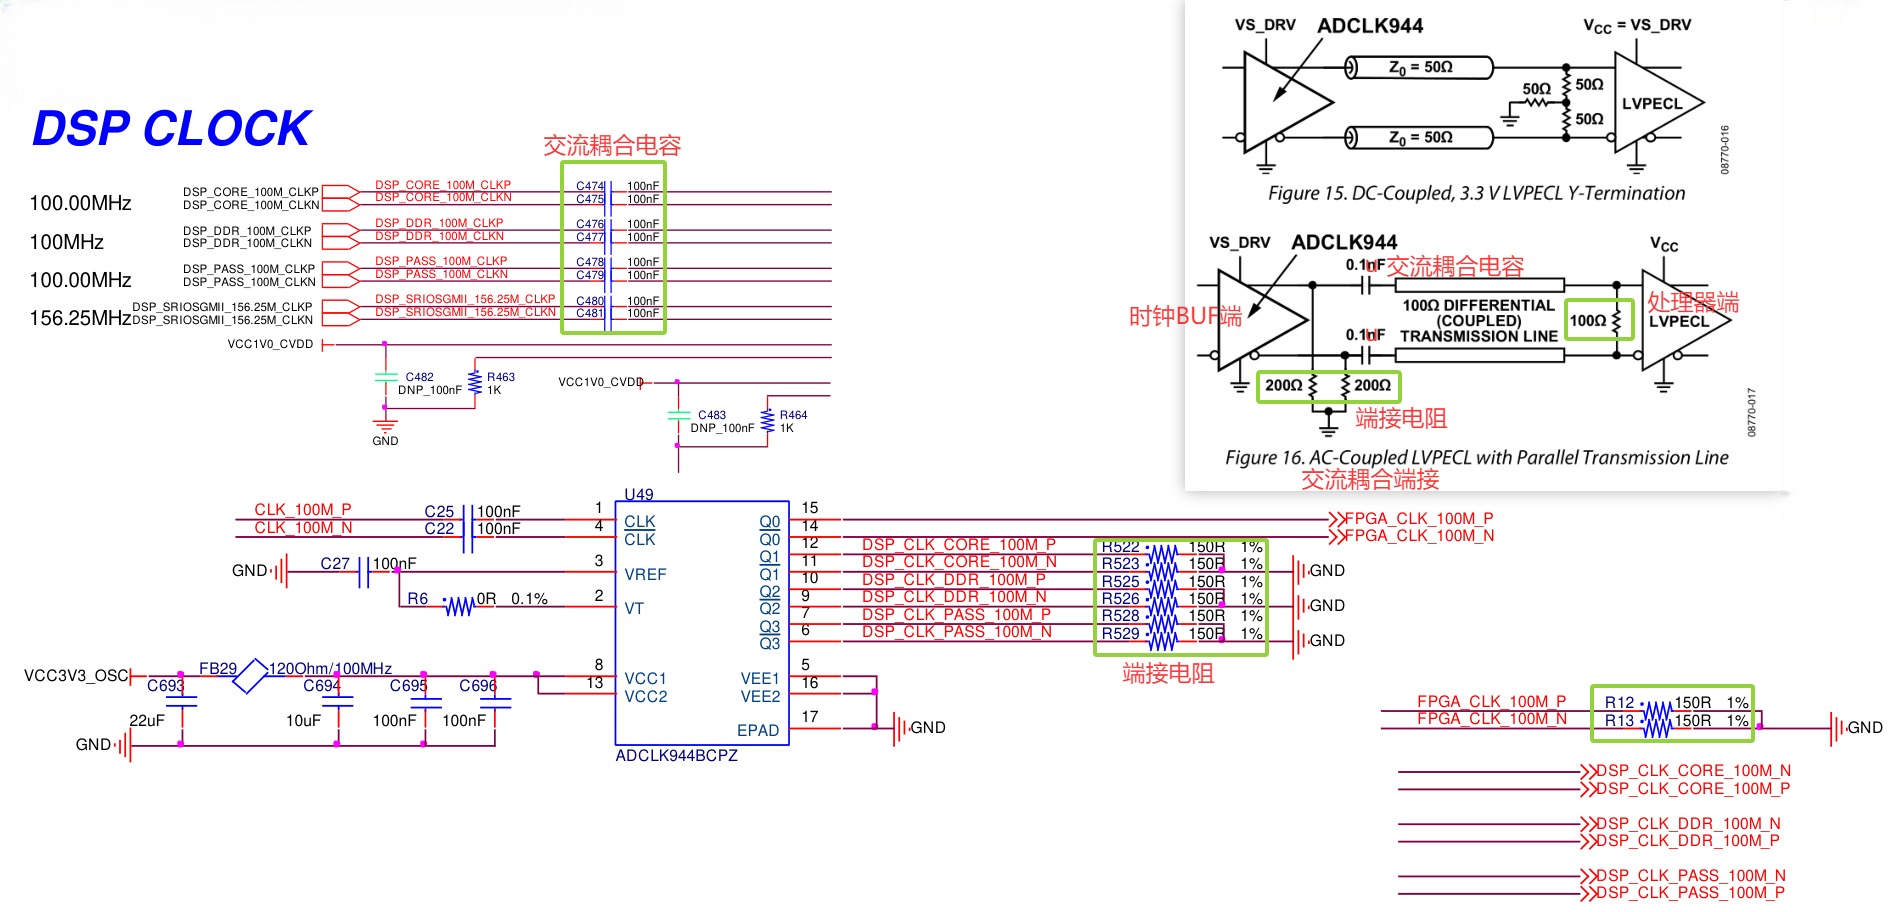 VS_DRV ADCLK944 VCC = VS_DRV
Z0 = 50Ω
50Ω 50Ω
LVPECL
50Ω
Z0 = 50Ω
08770-016
Figure 15. DC-Coupled, 3.3 V LVPECL Y-Termination
VS_DRV ADCLK944 VCC
0.1uF 交流耦合电容
时钟BUF端
100Ω DIFFERENTIAL
(COUPLED)
TRANSMISSION LINE
100Ω
处理器端
LVPECL
0.1uF
200Ω 200Ω
端接电阻
08770-017
Figure 16. AC-Coupled LVPECL with Parallel Transmission Line
交流耦合端接
DSP CLOCK
交流耦合电容
100.00MHz
DSP_CORE_100M_CLKP DSP_CORE_100M_CLKP C474 100nF
DSP_CORE_100M_CLKN DSP_CORE_100M_CLKN C475 100nF
100MHz
DSP_DDR_100M_CLKP DSP_DDR_100M_CLKP C476 100nF
DSP_DDR_100M_CLKN DSP_DDR_100M_CLKN C477 100nF
100.00MHz
DSP_PASS_100M_CLKP DSP_PASS_100M_CLKP C478 100nF
DSP_PASS_100M_CLKN DSP_PASS_100M_CLKN C479 100nF
156.25MHz
DSP_SRIOSGMII_156.25M_CLKP DSP_SRIOSGMII_156.25M_CLKP C480 100nF
DSP_SRIOSGMII_156.25M_CLKN DSP_SRIOSGMII_156.25M_CLKN C481 100nF
VCC1V0_CVDD
C482 R463
DNP_100nF 1K
GND
VCC1V0_CVDD
C483 R464
DNP_100nF 1K
U49
CLK_100M_P C25 100nF 1 CLK
CLK_100M_N C22 100nF 4 CLK
GND C27 100nF 3 VREF
R6 0R 0.1% 2 VT
VCC3V3_OSC FB29 120Ohm/100MHz 8 VCC1
13 VCC2
C693 C694 C695 C696
22uF 10uF 100nF 100nF
GND
Q0 15 FPGA_CLK_100M_P
Q0 14 FPGA_CLK_100M_N
Q1 12 DSP_CLK_CORE_100M_P R522 150R 1%
Q1 11 DSP_CLK_CORE_100M_N R523 150R 1% GND
Q2 10 DSP_CLK_DDR_100M_P R525 150R 1%
Q2 9 DSP_CLK_DDR_100M_N R526 150R 1% GND
Q3 7 DSP_CLK_PASS_100M_P R528 150R 1%
Q3 6 DSP_CLK_PASS_100M_N R529 150R 1% GND
端接电阻
VEE1 5
VEE2 16
EPAD 17 GND
ADCLK944BCPZ
FPGA_CLK_100M_P R12 150R 1%
FPGA_CLK_100M_N R13 150R 1% GND
DSP_CLK_CORE_100M_N
DSP_CLK_CORE_100M_P
DSP_CLK_DDR_100M_N
DSP_CLK_DDR_100M_P
DSP_CLK_PASS_100M_N
DSP_CLK_PASS_100M_P